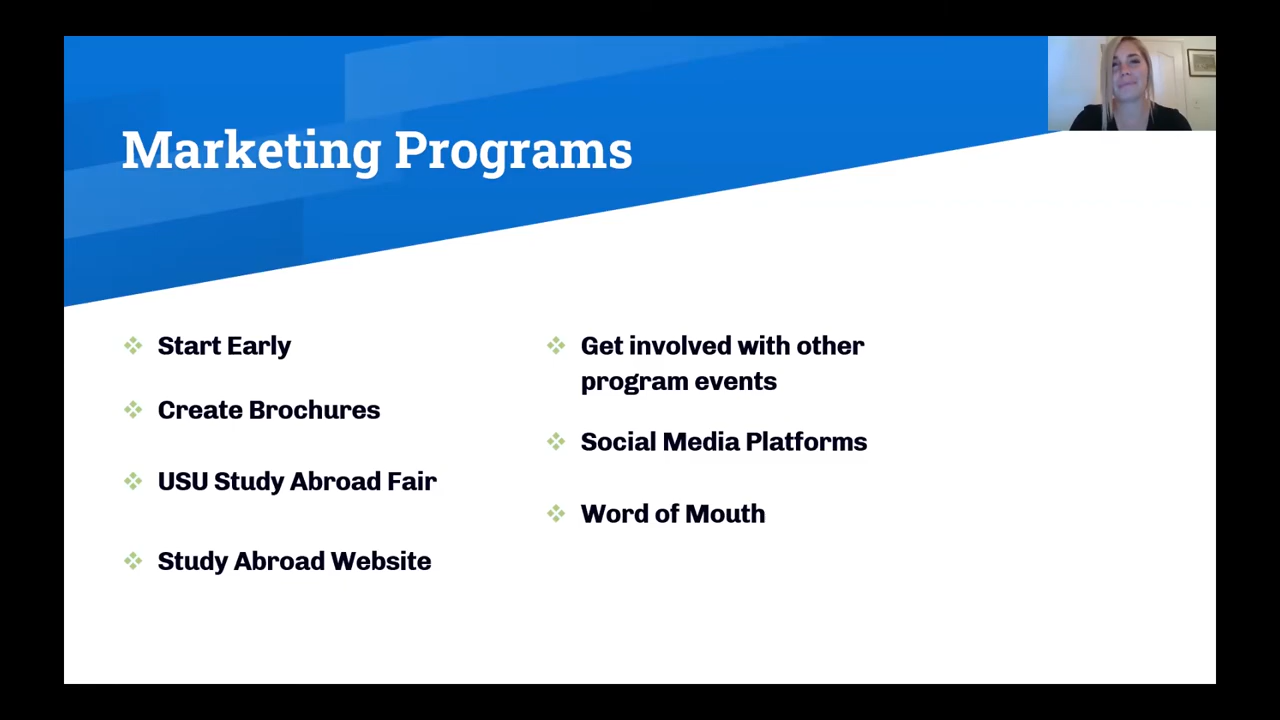 Marketing Programs
Start Early
Create Brochures
USU Study Abroad Fair
Study Abroad Website
Get involved with other
program events
Social Media Platforms
Word of Mouth